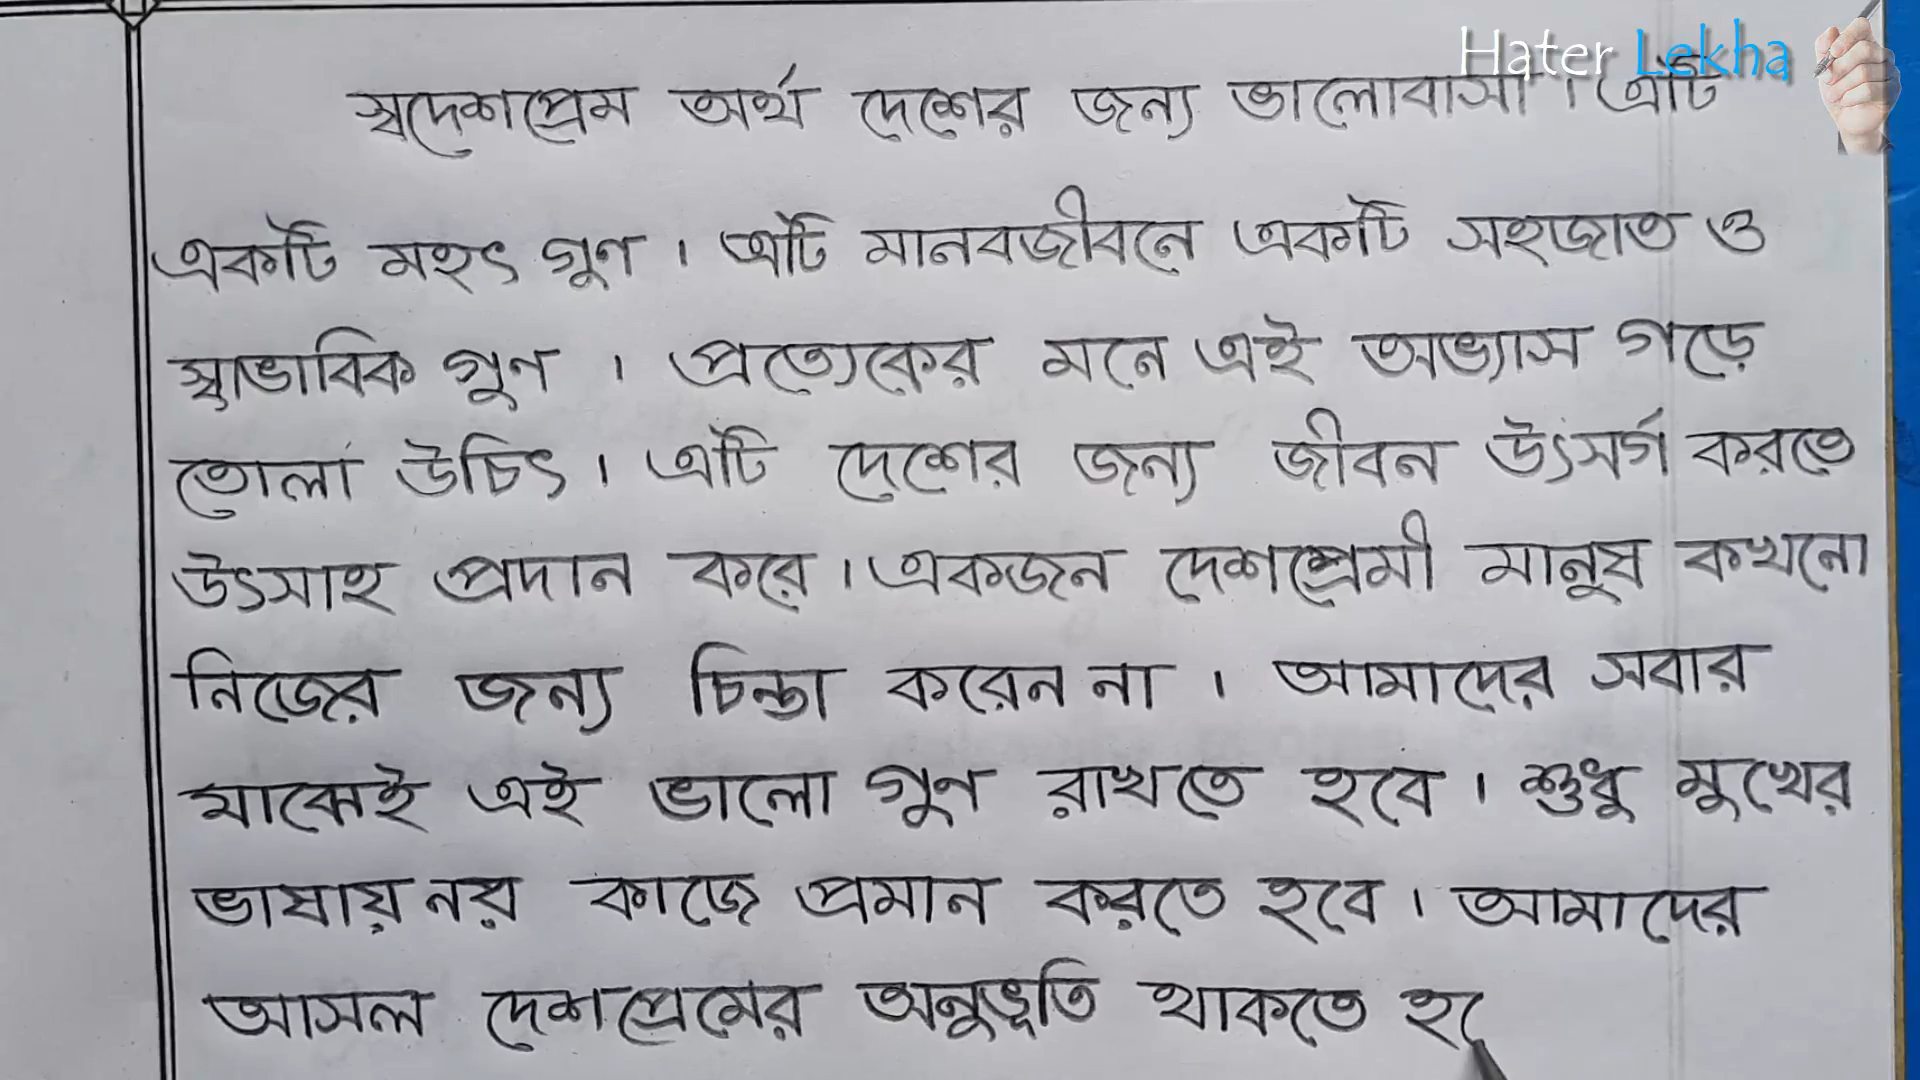 Hater Lekha
স্বদেশপ্রেম অর্থ দেশের জন্য ভালোবাসা। এটি
একটি মহৎ গুণ। এটি মানবজীবনে একটি সহজাত ও
স্বাভাবিক গুন। প্রত্যেকের মনে এই অভ্যাস গড়ে
তোলা উচিৎ। এটি দেশের জন্য জীবন উৎসর্গ করতে
উৎসাহ প্রদান করে। একজন দেশপ্রেমী মানুষ কখনো
নিজের জন্য চিন্তা করেন না। আমাদের সবার
মাঝেই এই ভালো গুন রাখতে হবে। শুধু মুখের
ভাষায় নয় কাজে প্রমান করতে হবে। আমাদের
আসল দেশপ্রেমের অনুভূতি থাকতে